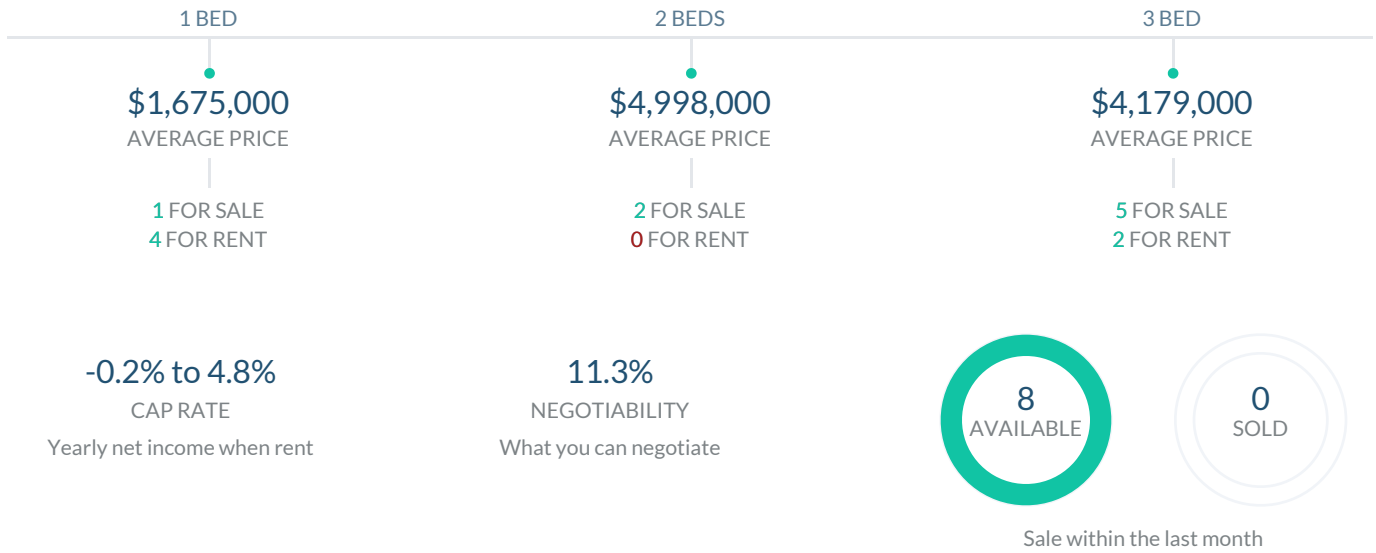 1 BED
$1,675,000
AVERAGE PRICE
1 FOR SALE
4 FOR RENT
2 BEDS
$4,998,000
AVERAGE PRICE
2 FOR SALE
0 FOR RENT
3 BED
$4,179,000
AVERAGE PRICE
5 FOR SALE
2 FOR RENT
-0.2% to 4.8%
CAP RATE
Yearly net income when rent
11.3%
NEGOTIABILITY
What you can negotiate
8
AVAILABLE
0
SOLD
Sale within the last month